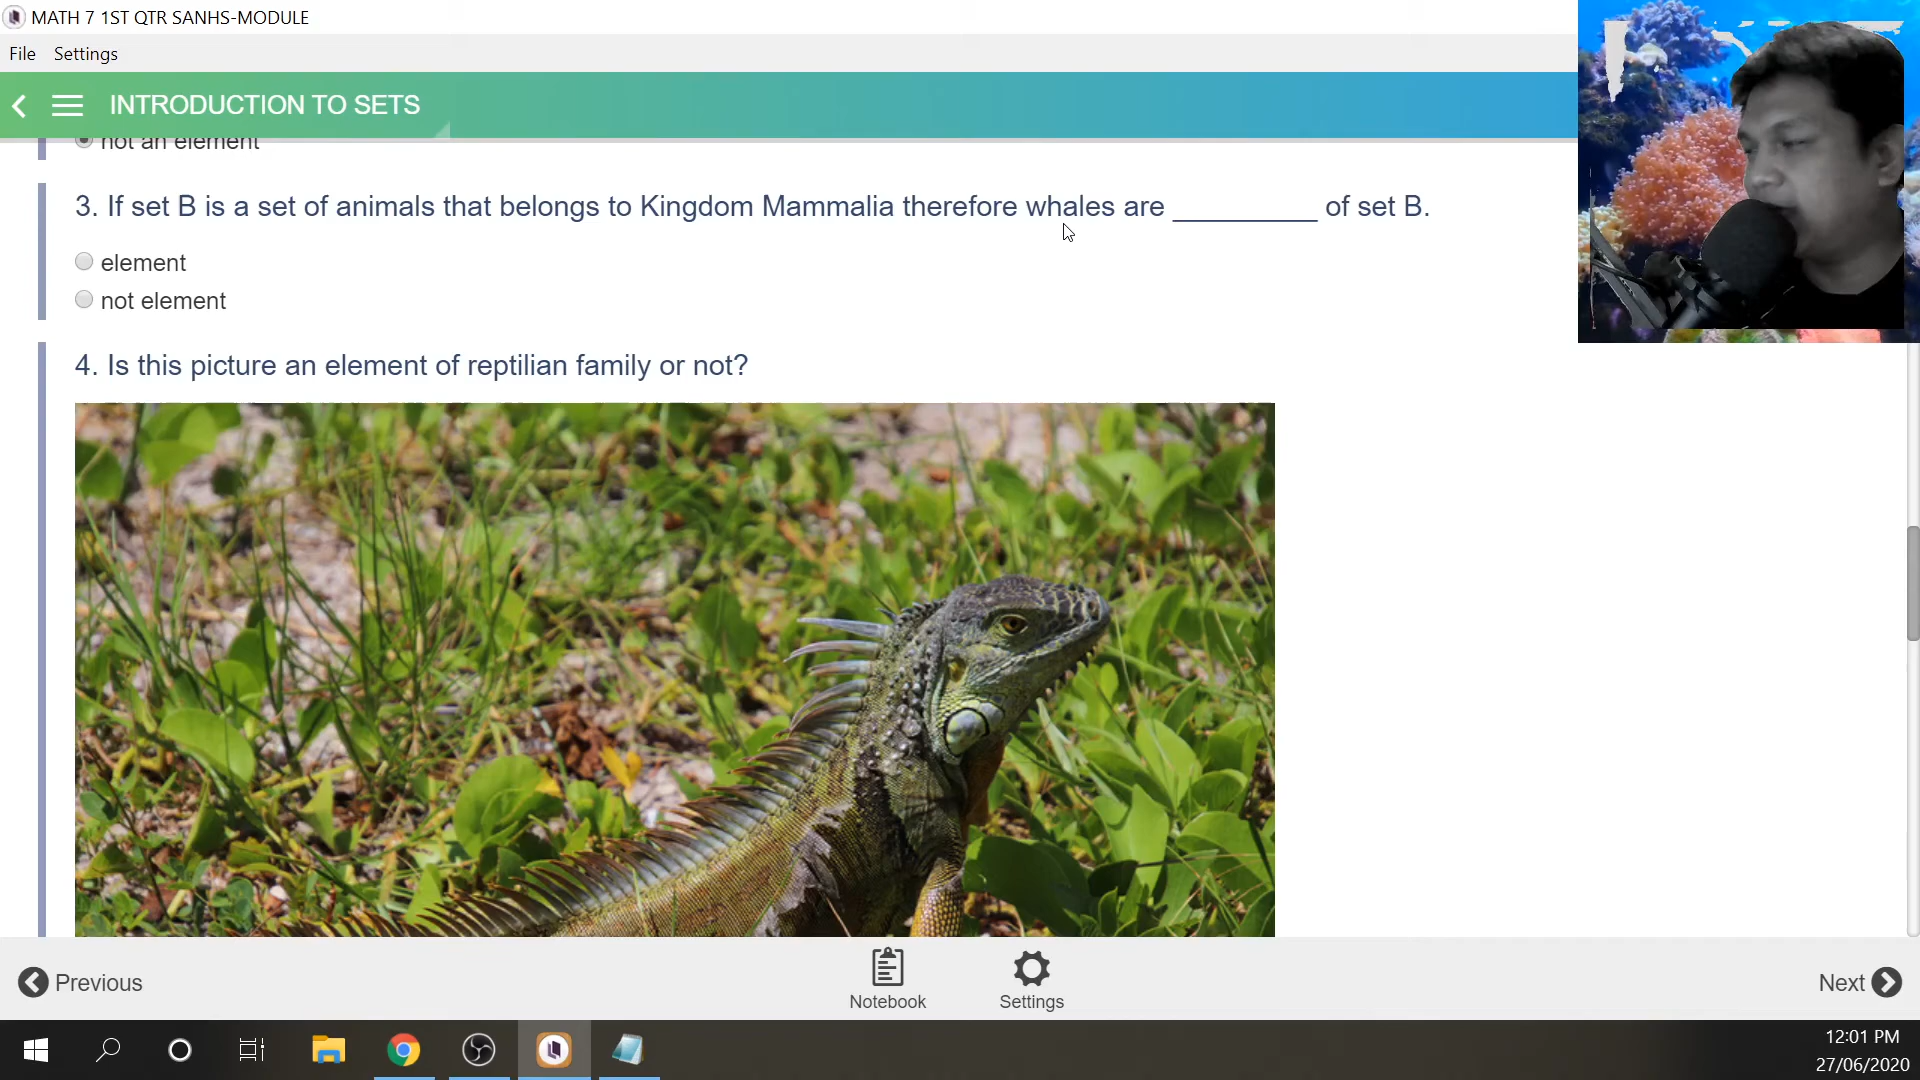 MATH 7 1ST QTR SANHS-MODULE
File Settings
INTRODUCTION TO SETS
not an element
3. If set B is a set of animals that belongs to Kingdom Mammalia therefore whales are _________ of set B.
element
not element
4. Is this picture an element of reptilian family or not?
Previous
Notebook
Settings
Next
12:01 PM
27/06/2020